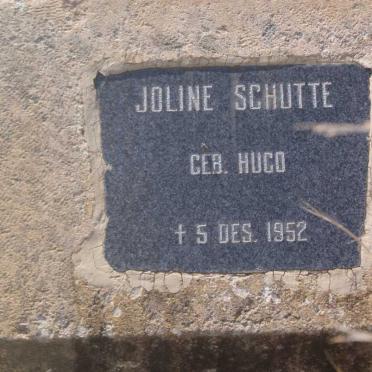 JOLINE SCHUTTE
GEB. HUGO
† 5 DES. 1952